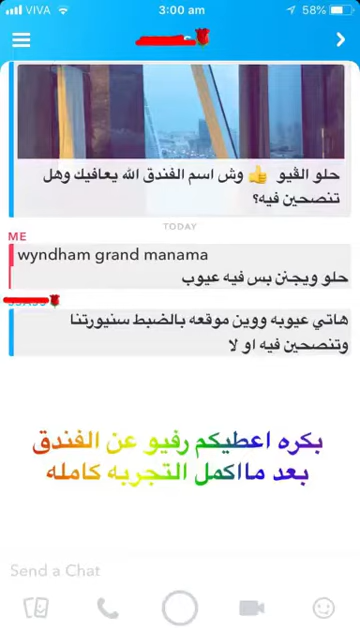 VIVA
3:00 am
58%
حلو الڤيو 👍 وش اسم الفندق الله يعافيك وهل
تنصحين فيه؟
TODAY
ME
wyndham grand manama
حلو ويجنن بس فيه عيوب
هاتي عيوبه ووين موقعه بالضبط سنيورتنا
وتنصحين فيه او لا
بكره اعطيكم رفيو عن الفندق
بعد مااكمل التجربه كامله
Send a Chat